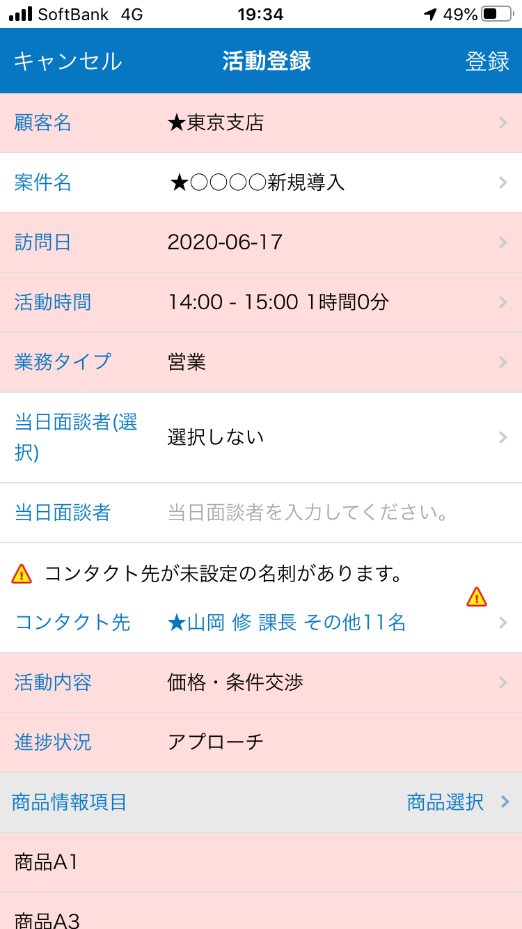 SoftBank 4G 19:34 49%
キャンセル 活動登録 登録
顧客名 ★東京支店
案件名 ★○○○○新規導入
訪問日 2020-06-17
活動時間 14:00 - 15:00 1時間0分
業務タイプ 営業
当日面談者(選
択) 選択しない
当日面談者 当日面談者を入力してください。
コンタクト先が未設定の名刺があります。
コンタクト先 ★山岡 修 課長 その他11名
活動内容 価格・条件交渉
進捗状況 アプローチ
商品情報項目 商品選択
商品A1
商品A3